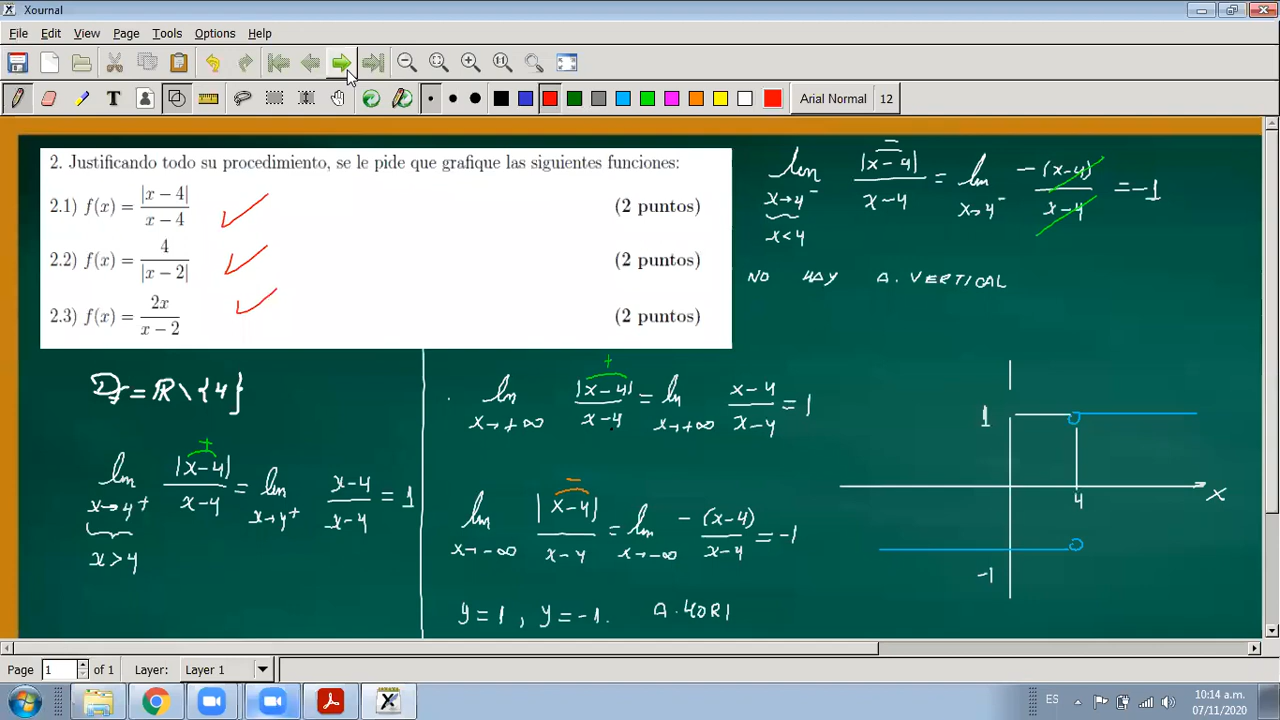 Xournal
File Edit View Page Tools Options Help
Arial Normal 12
2. Justificando todo su procedimiento, se le pide que grafique las siguientes funciones:
2.1) f(x) = |x − 4| / x − 4 (2 puntos)
2.2) f(x) = 4 / |x − 2| (2 puntos)
2.3) f(x) = 2x / x − 2 (2 puntos)
lim x→4⁻ |x-4| / x-4 = lim x→4⁻ -(x-4) / x-4 = -1
−
x<4
NO HAY A. VERTICAL
Df = ℝ \ {4}
+
lim x→4⁺ |x-4| / x-4 = lim x→4⁺ x-4 / x-4 = 1
x>4
+
lim x→+∞ |x-4| / x-4 = lim x→+∞ x-4 / x-4 = 1
−
lim x→-∞ |x-4| / x-4 = lim x→-∞ -(x-4) / x-4 = -1
y=1, y=-1. A. HORI
1
4 x
-1
Page 1 of 1 Layer: Layer 1
ES 10:14 a.m.
07/11/2020